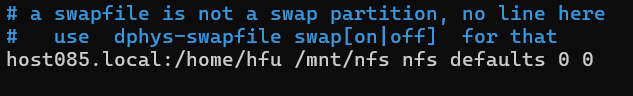 # a swapfile is not a swap partition, no line here
#   use  dphys-swapfile swap[on|off]  for that
host085.local:/home/hfu /mnt/nfs nfs defaults 0 0